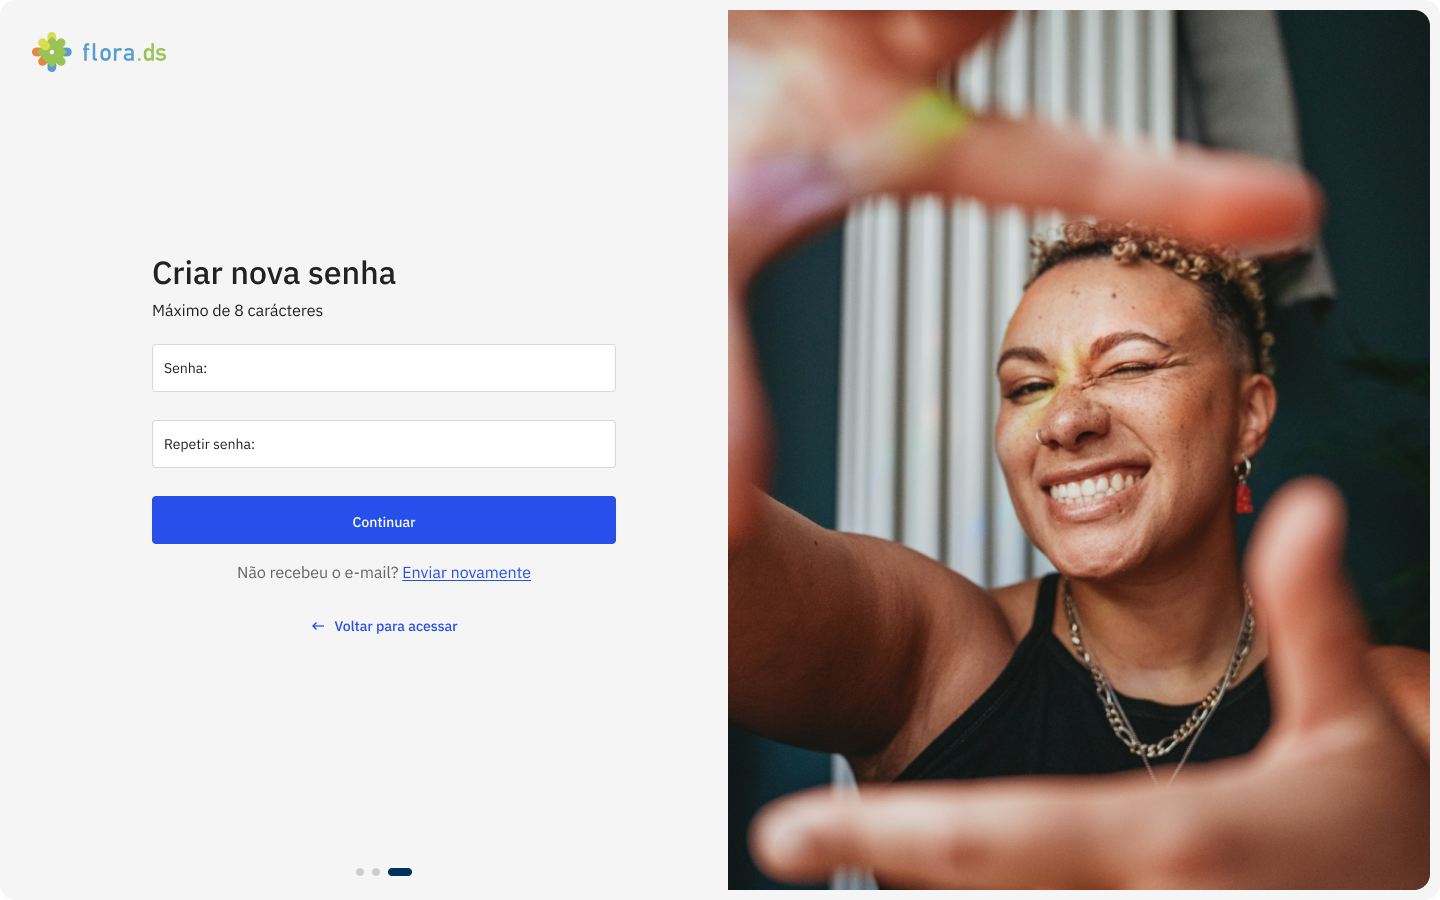 flora.ds
Criar nova senha
Máximo de 8 carácteres
Senha:
Repetir senha:
Continuar
Não recebeu o e-mail? Enviar novamente
← Voltar para acessar